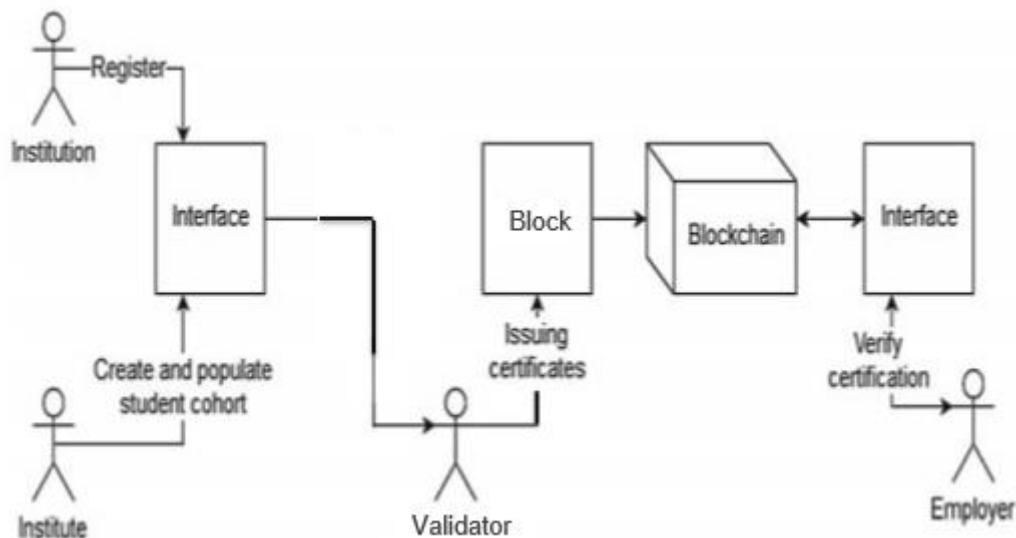 Register
Institution
Interface
Block
Blockchain
Interface
Issuing
certificates
Verify
certification
Create and populate
student cohort
Institute
Validator
Employer